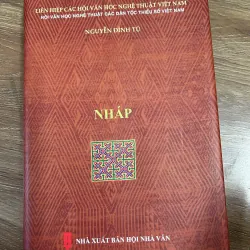 LIÊN HIỆP CÁC HỘI VĂN HỌC NGHỆ THUẬT VIỆT NAM
HỘI VĂN HỌC NGHỆ THUẬT CÁC DÂN TỘC THIỂU SỐ VIỆT NAM
NGUYỄN ĐÌNH TÚ
NHÁP
NHÀ XUẤT BẢN HỘI NHÀ VĂN